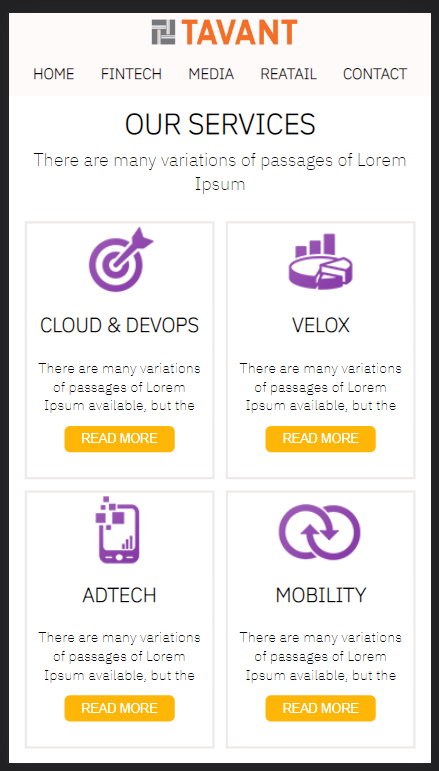 TAVANT
HOME FINTECH MEDIA REATAIL CONTACT
OUR SERVICES
There are many variations of passages of Lorem
Ipsum
CLOUD & DEVOPS
There are many variations
of passages of Lorem
Ipsum available, but the
READ MORE
VELOX
There are many variations
of passages of Lorem
Ipsum available, but the
READ MORE
ADTECH
There are many variations
of passages of Lorem
Ipsum available, but the
READ MORE
MOBILITY
There are many variations
of passages of Lorem
Ipsum available, but the
READ MORE